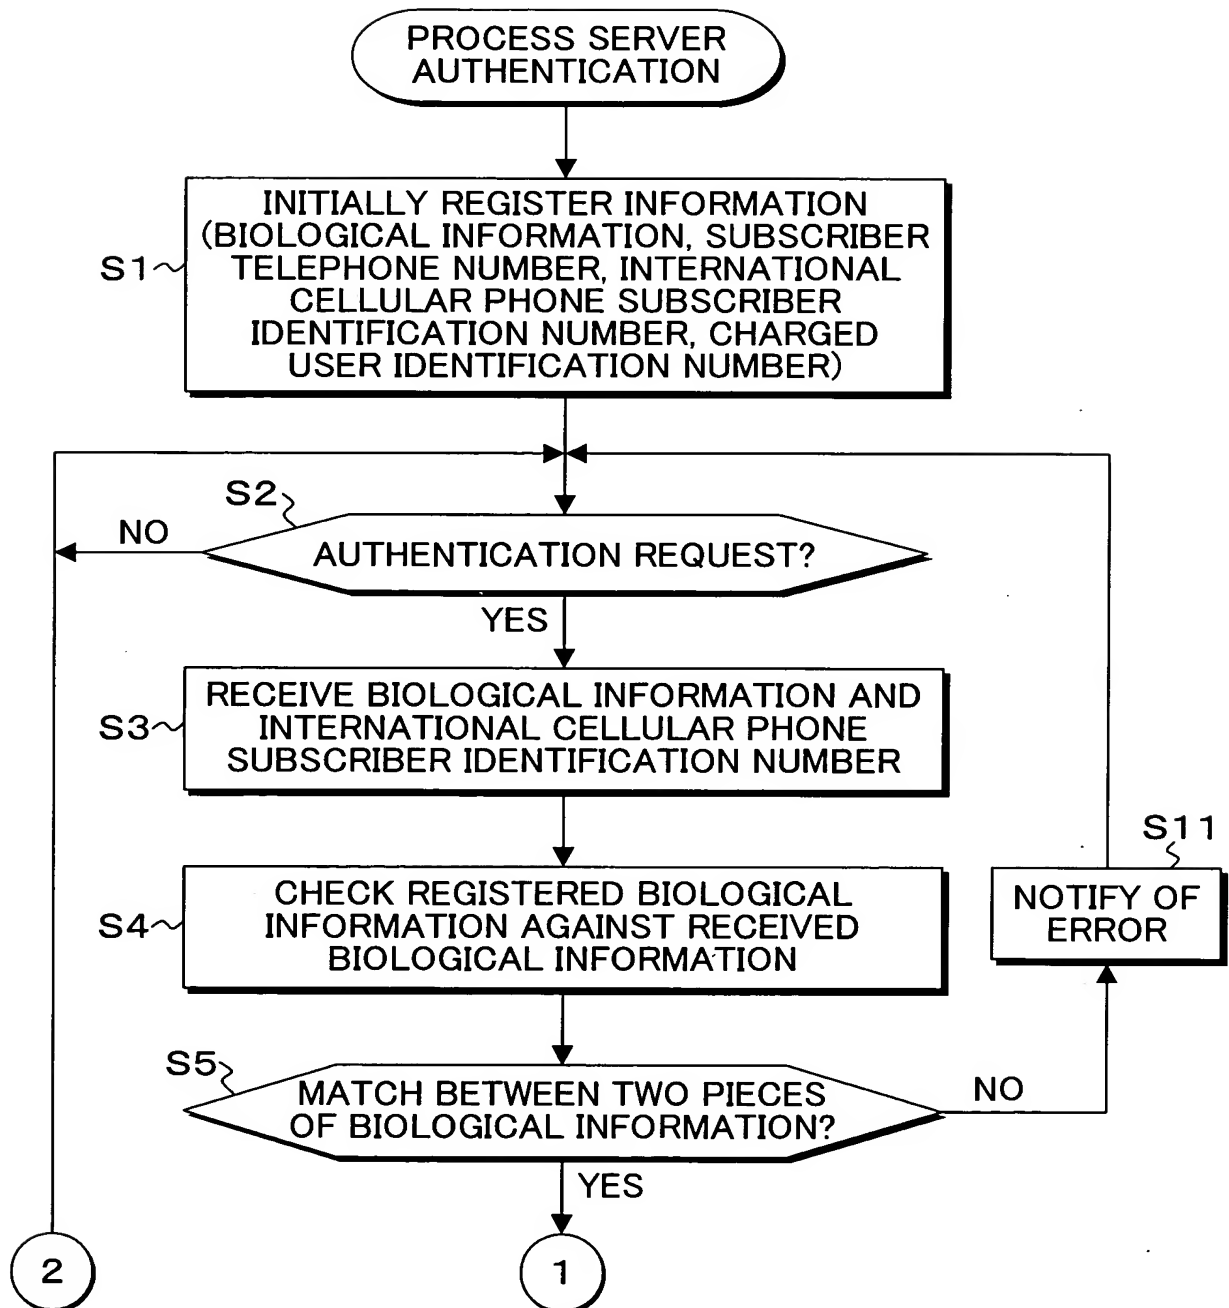 PROCESS SERVER
AUTHENTICATION
INITIALLY REGISTER INFORMATION
(BIOLOGICAL INFORMATION, SUBSCRIBER
TELEPHONE NUMBER, INTERNATIONAL
CELLULAR PHONE SUBSCRIBER
IDENTIFICATION NUMBER, CHARGED
USER IDENTIFICATION NUMBER)
S1
S2
NO
AUTHENTICATION REQUEST?
YES
RECEIVE BIOLOGICAL INFORMATION AND
INTERNATIONAL CELLULAR PHONE
SUBSCRIBER IDENTIFICATION NUMBER
S3
S11
NOTIFY OF
ERROR
CHECK REGISTERED BIOLOGICAL
INFORMATION AGAINST RECEIVED
BIOLOGICAL INFORMATION
S4
S5
MATCH BETWEEN TWO PIECES
OF BIOLOGICAL INFORMATION?
NO
YES
2
1